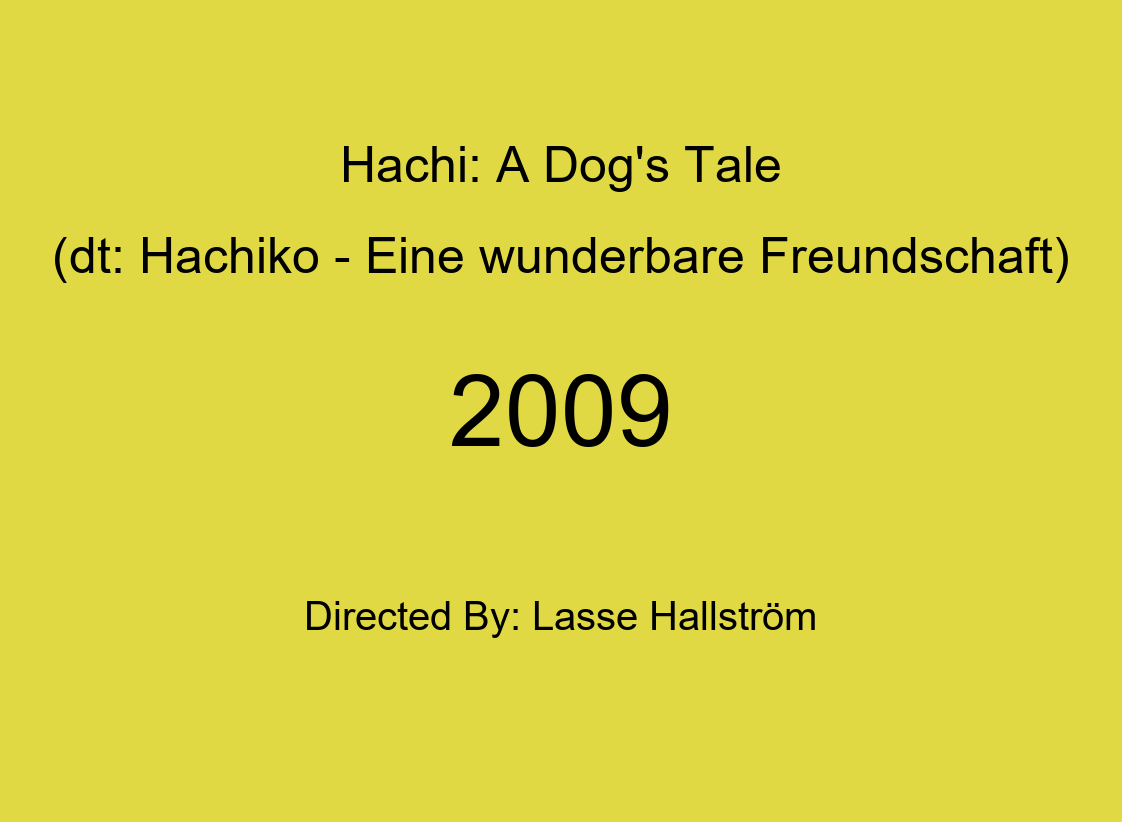 Hachi: A Dog's Tale
(dt: Hachiko - Eine wunderbare Freundschaft)
2009
Directed By: Lasse Hallström